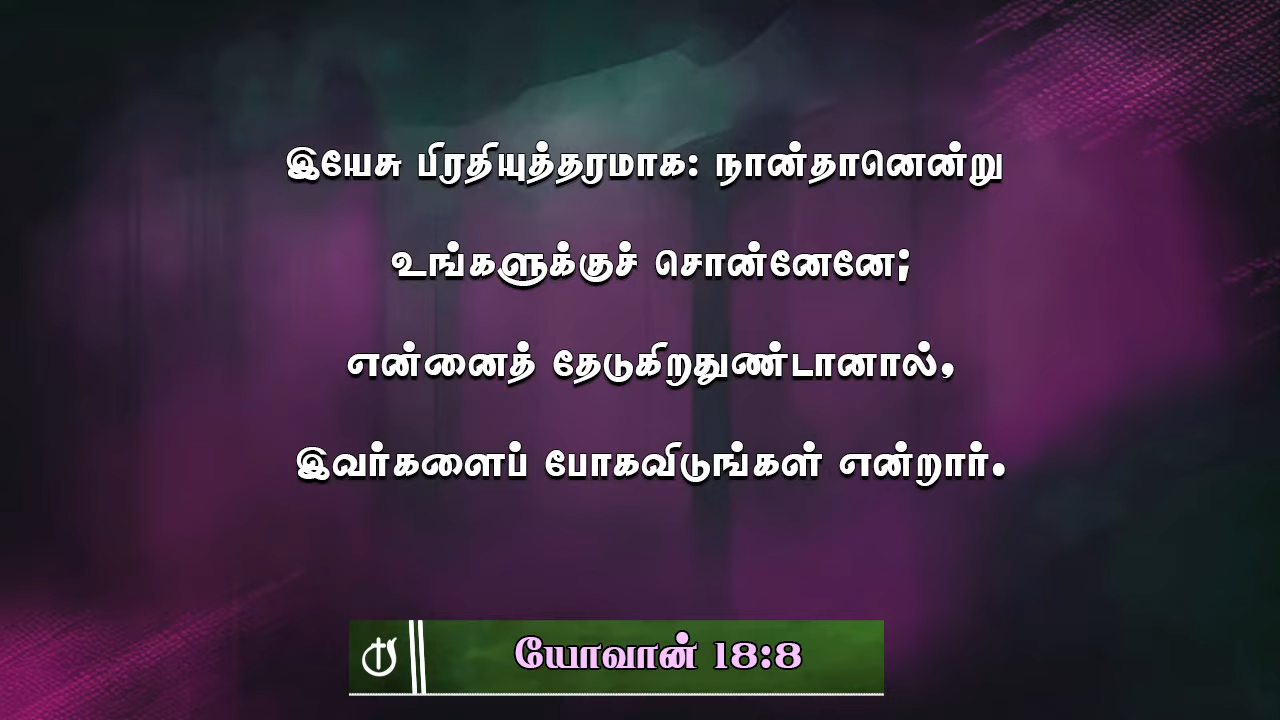 இயேசு பிரதியுத்தரமாக: நான்தானென்று
உங்களுக்குச் சொன்னேனே;
என்னைத் தேடுகிறதுண்டானால்,
இவர்களைப் போகவிடுங்கள் என்றார்.
யோவான் 18:8